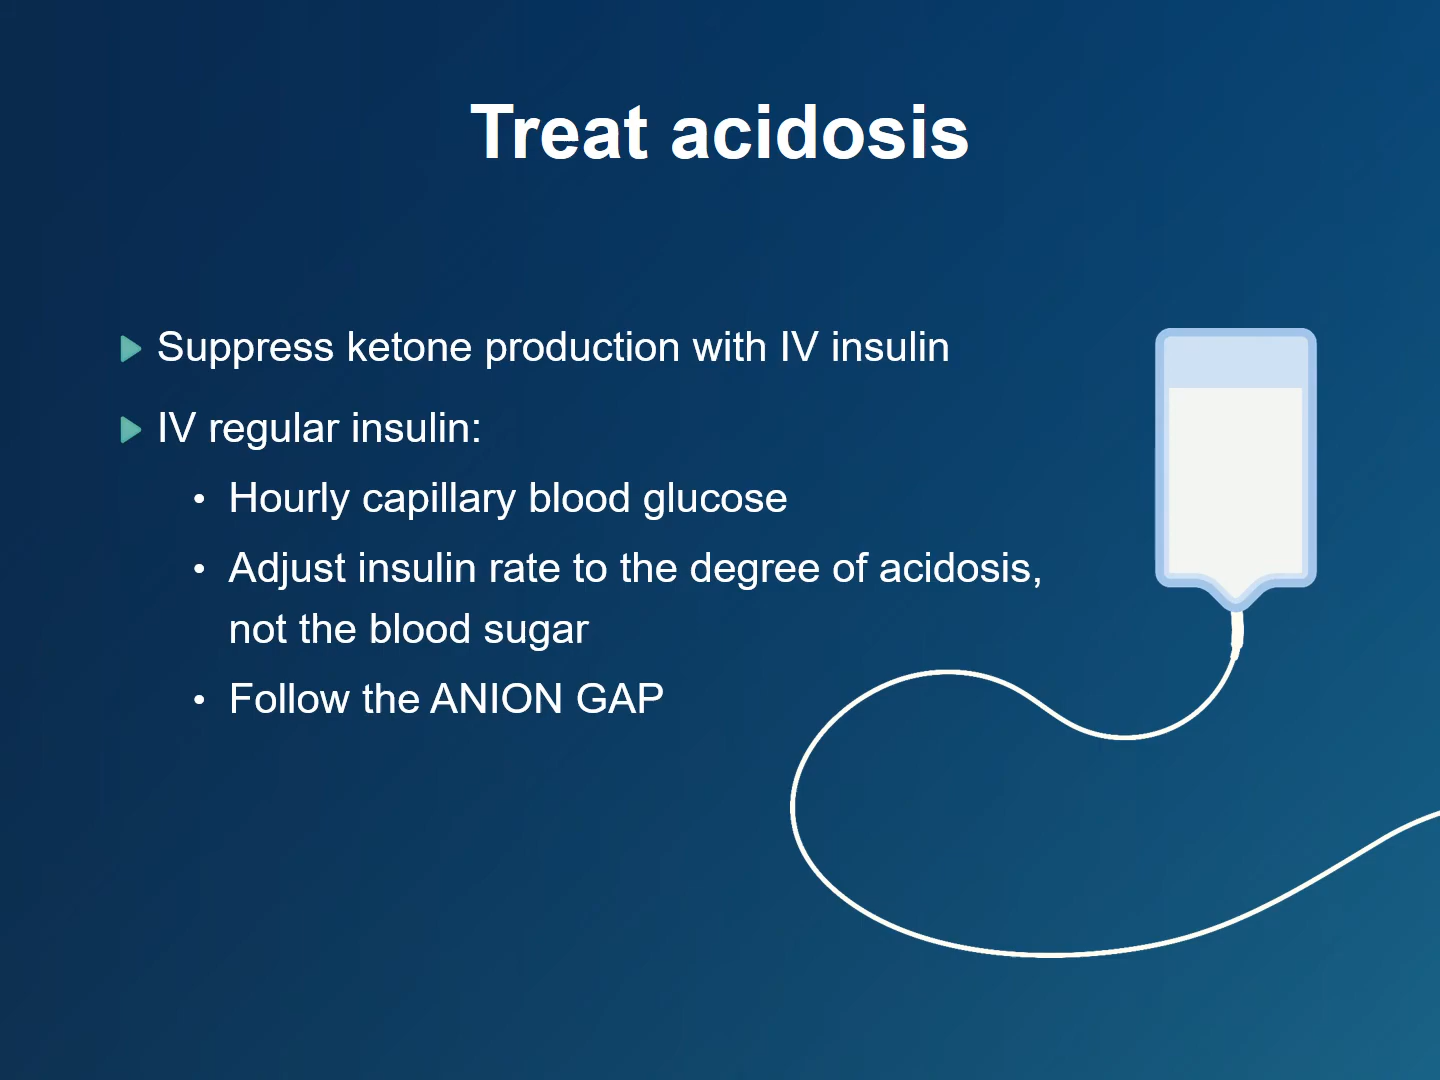 Treat acidosis
Suppress ketone production with IV insulin
IV regular insulin:
• Hourly capillary blood glucose
• Adjust insulin rate to the degree of acidosis,
not the blood sugar
• Follow the ANION GAP